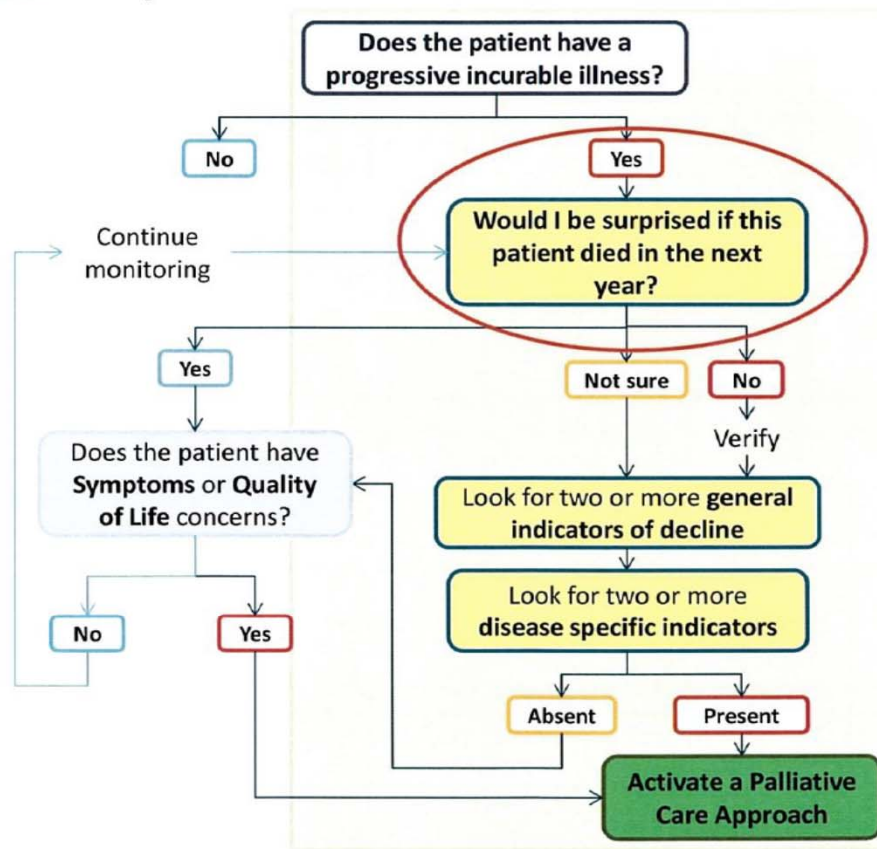 Does the patient have a
progressive incurable illness?
No
Yes
Continue
monitoring
Would I be surprised if this
patient died in the next
year?
Yes
Not sure
No
Verify
Does the patient have
Symptoms or Quality
of Life concerns?
Look for two or more general
indicators of decline
Look for two or more
disease specific indicators
No
Yes
Absent
Present
Activate a Palliative
Care Approach